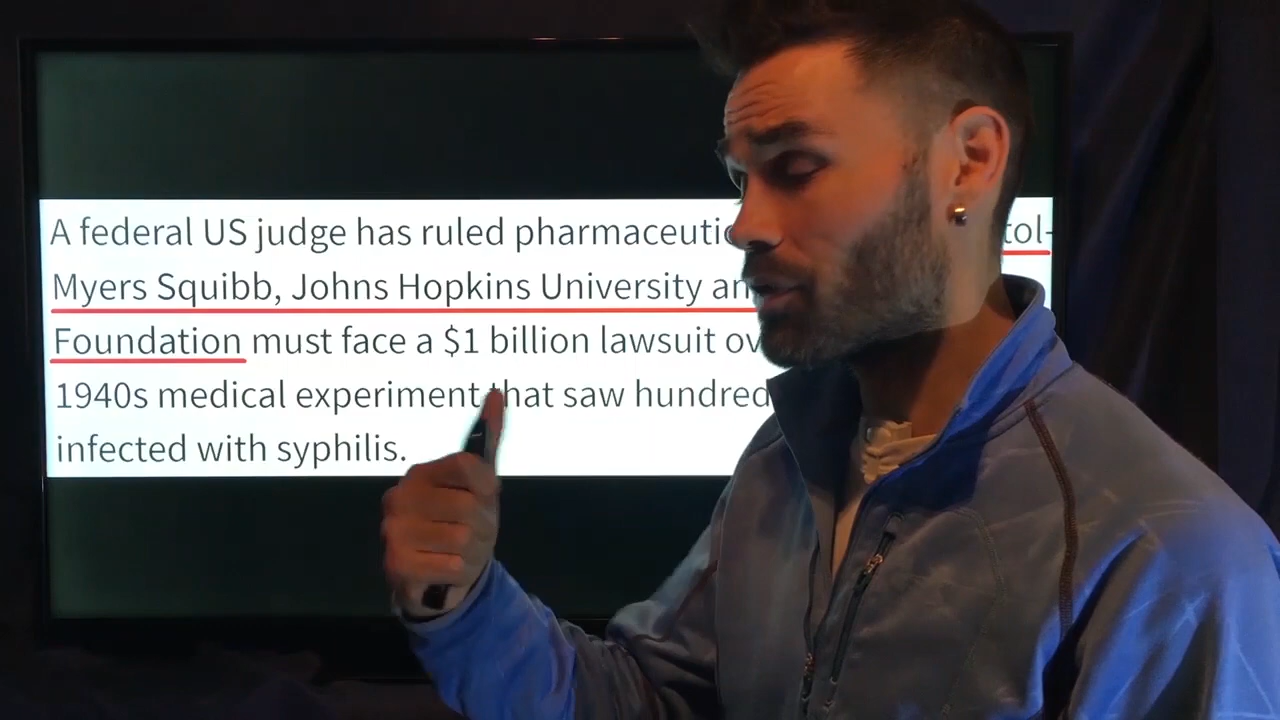 A federal US judge has ruled pharmaceutic tol-
Myers Squibb, Johns Hopkins University an
Foundation must face a $1 billion lawsuit ov
1940s medical experiment that saw hundred
infected with syphilis.